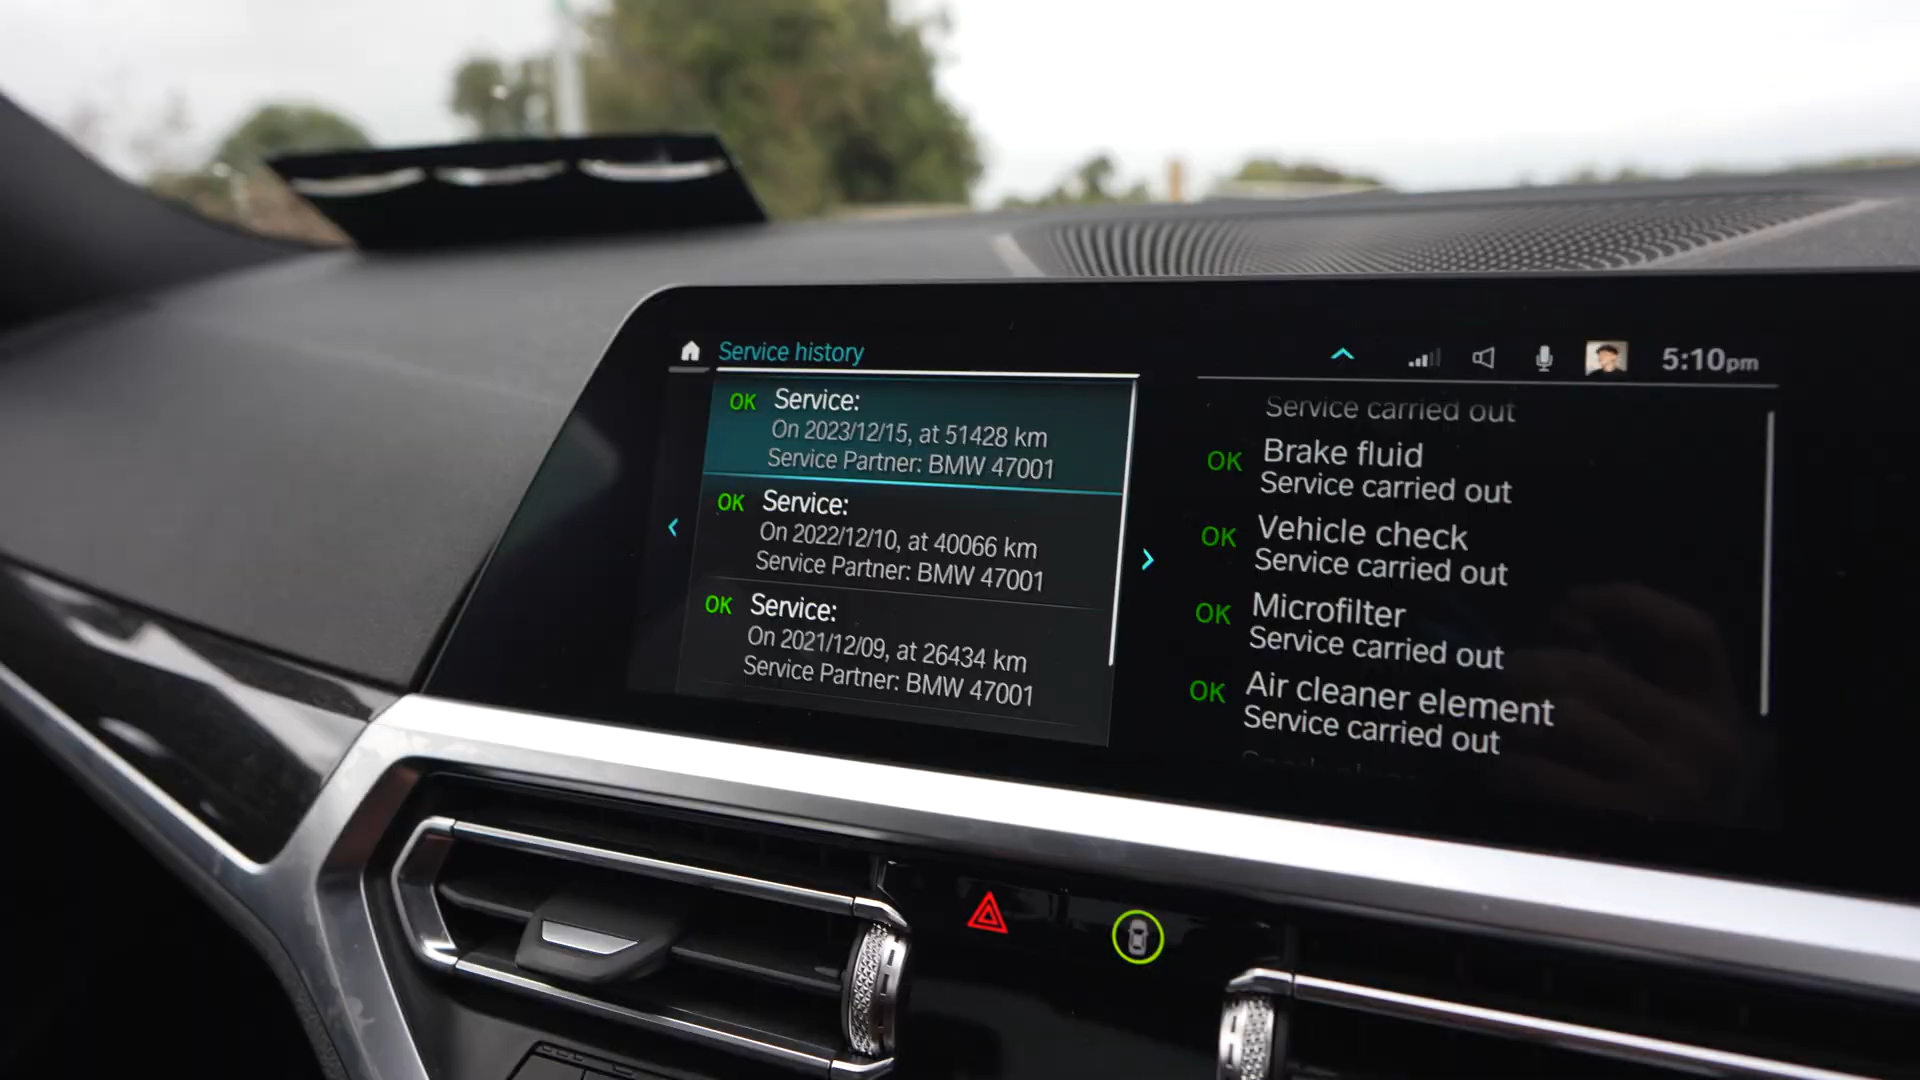 Service history
5:10pm
OK Service:
On 2023/12/15, at 51428 km
Service Partner: BMW 47001
OK Service:
On 2022/12/10, at 40066 km
Service Partner: BMW 47001
OK Service:
On 2021/12/09, at 26434 km
Service Partner: BMW 47001
Service carried out
OK Brake fluid
Service carried out
OK Vehicle check
Service carried out
OK Microfilter
Service carried out
OK Air cleaner element
Service carried out